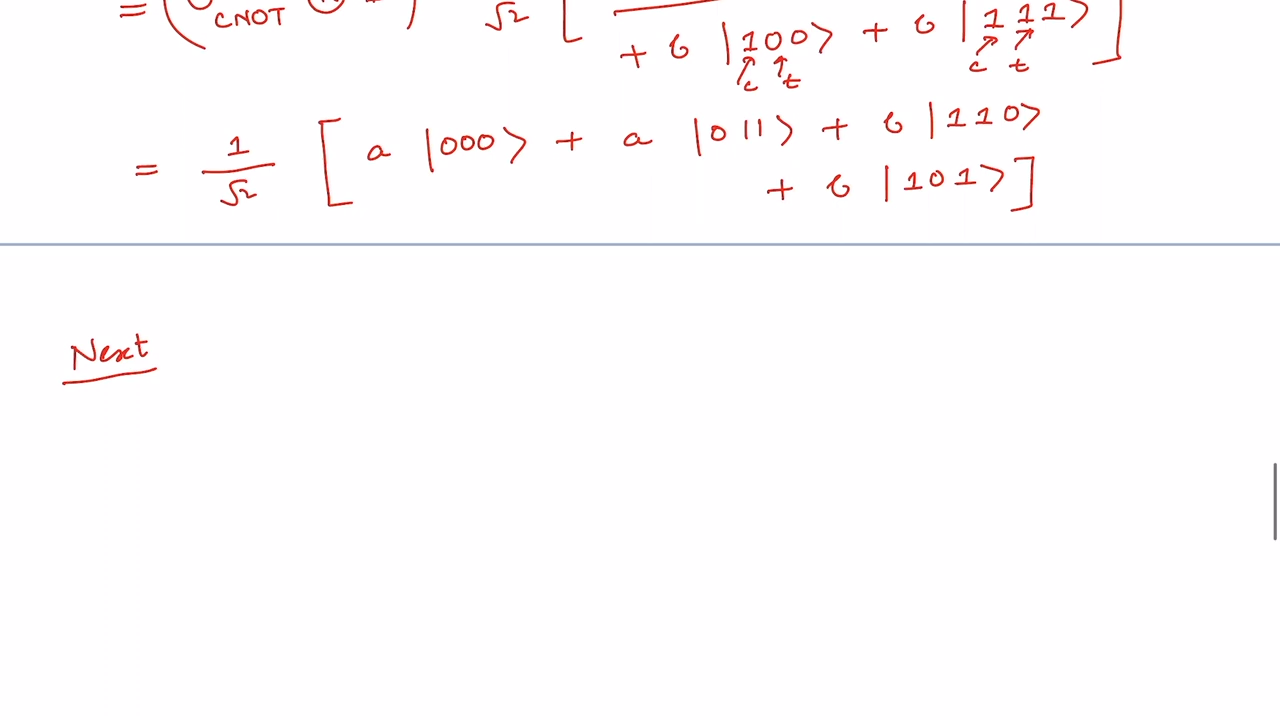 = ( CNOT ) √2 [
+ b |100⟩ + b |111⟩ ]
c t c t
= 1/√2 [ a |000⟩ + a |011⟩ + b |110⟩
+ b |101⟩ ]
Next